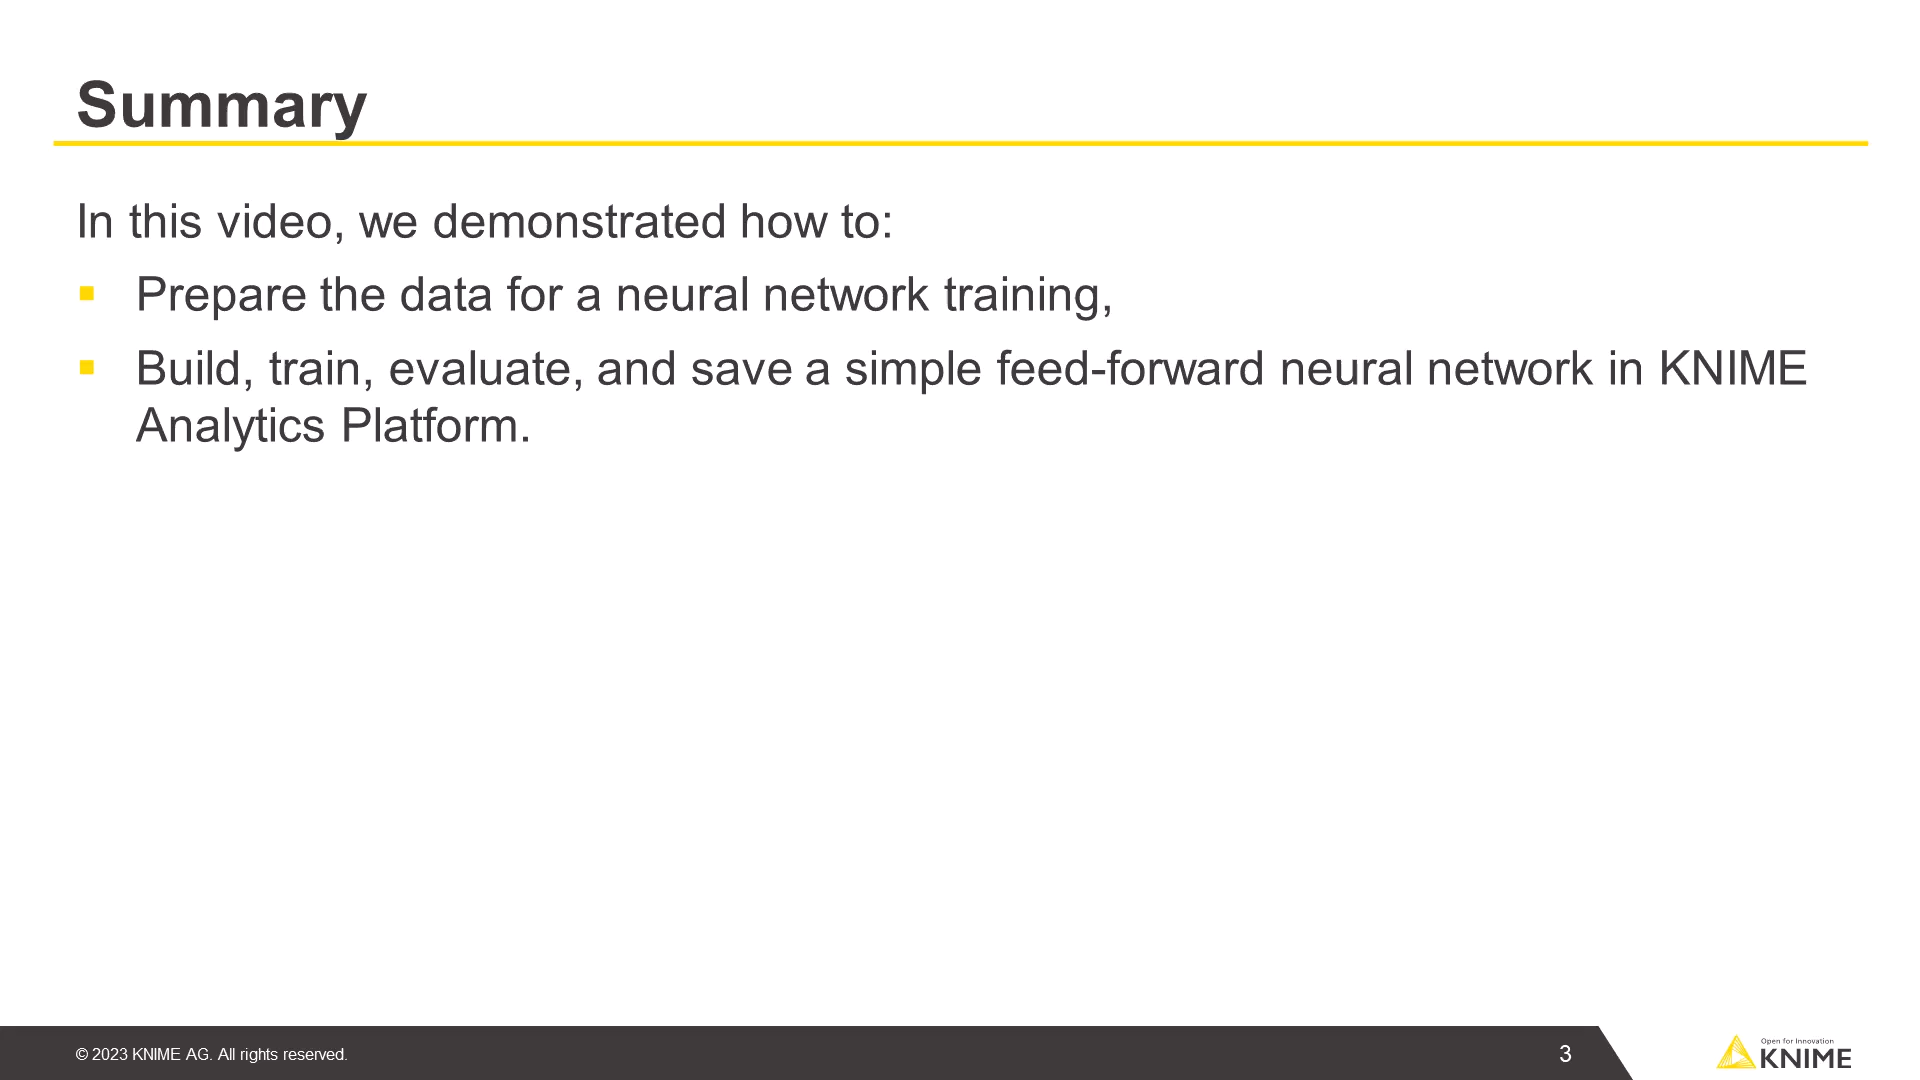 Summary
In this video, we demonstrated how to:
▪ Prepare the data for a neural network training,
▪ Build, train, evaluate, and save a simple feed-forward neural network in KNIME
Analytics Platform.
© 2023 KNIME AG. All rights reserved.
3
Open for Innovation
KNIME